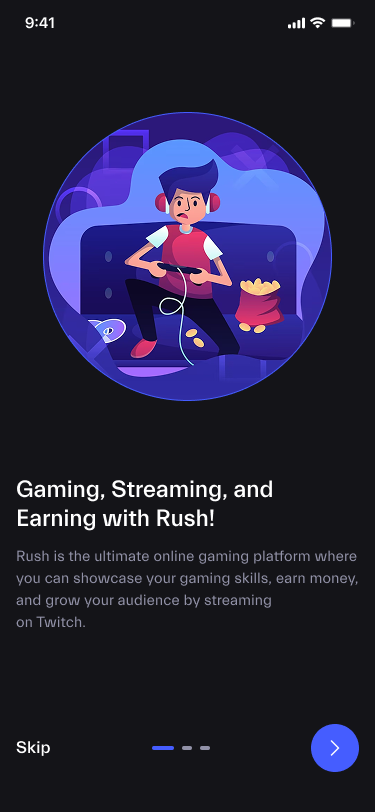 9:41
Gaming, Streaming, and
Earning with Rush!
Rush is the ultimate online gaming platform where
you can showcase your gaming skills, earn money,
and grow your audience by streaming
on Twitch.
Skip